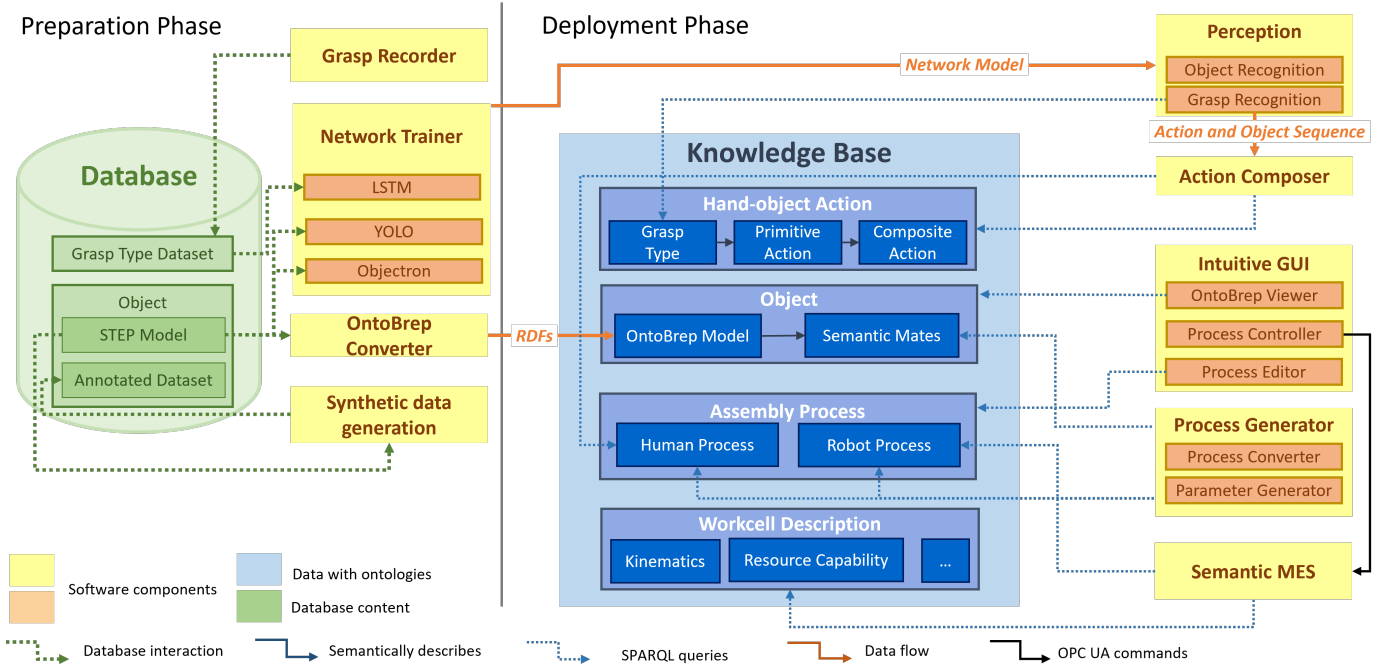 Preparation Phase
Deployment Phase
Grasp Recorder
Network Trainer
LSTM
YOLO
Objectron
OntoBrep
Converter
Synthetic data
generation
Database
Grasp Type Dataset
Object
STEP Model
Annotated Dataset
Network Model
RDFs
Knowledge Base
Hand-object Action
Grasp
Type
Primitive
Action
Composite
Action
Object
OntoBrep Model
Semantic Mates
Assembly Process
Human Process
Robot Process
Workcell Description
Kinematics
Resource Capability
...
Perception
Object Recognition
Grasp Recognition
Action and Object Sequence
Action Composer
Intuitive GUI
OntoBrep Viewer
Process Controller
Process Editor
Process Generator
Process Converter
Parameter Generator
Semantic MES
Software components
Data with ontologies
Database content
Database interaction
Semantically describes
SPARQL queries
Data flow
OPC UA commands